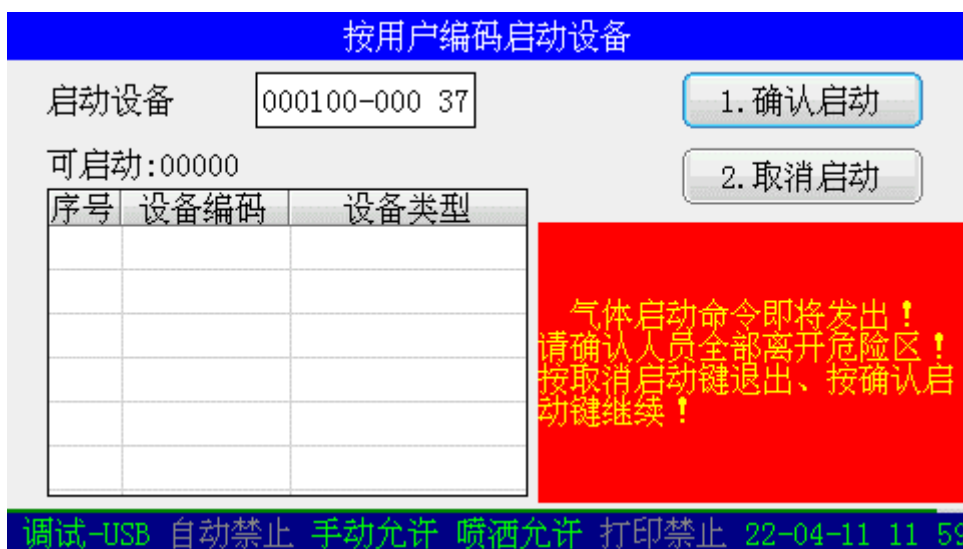 按用户编码启动设备
启动设备 000100-000 37
1.确认启动
可启动:00000
2.取消启动
序号 设备编码 设备类型
气体启动命令即将发出！
请确认人员全部离开危险区！
按取消启动键退出、按确认启
动键继续！
调试-USB 自动禁止 手动允许 喷洒允许 打印禁止 22-04-11 11 59